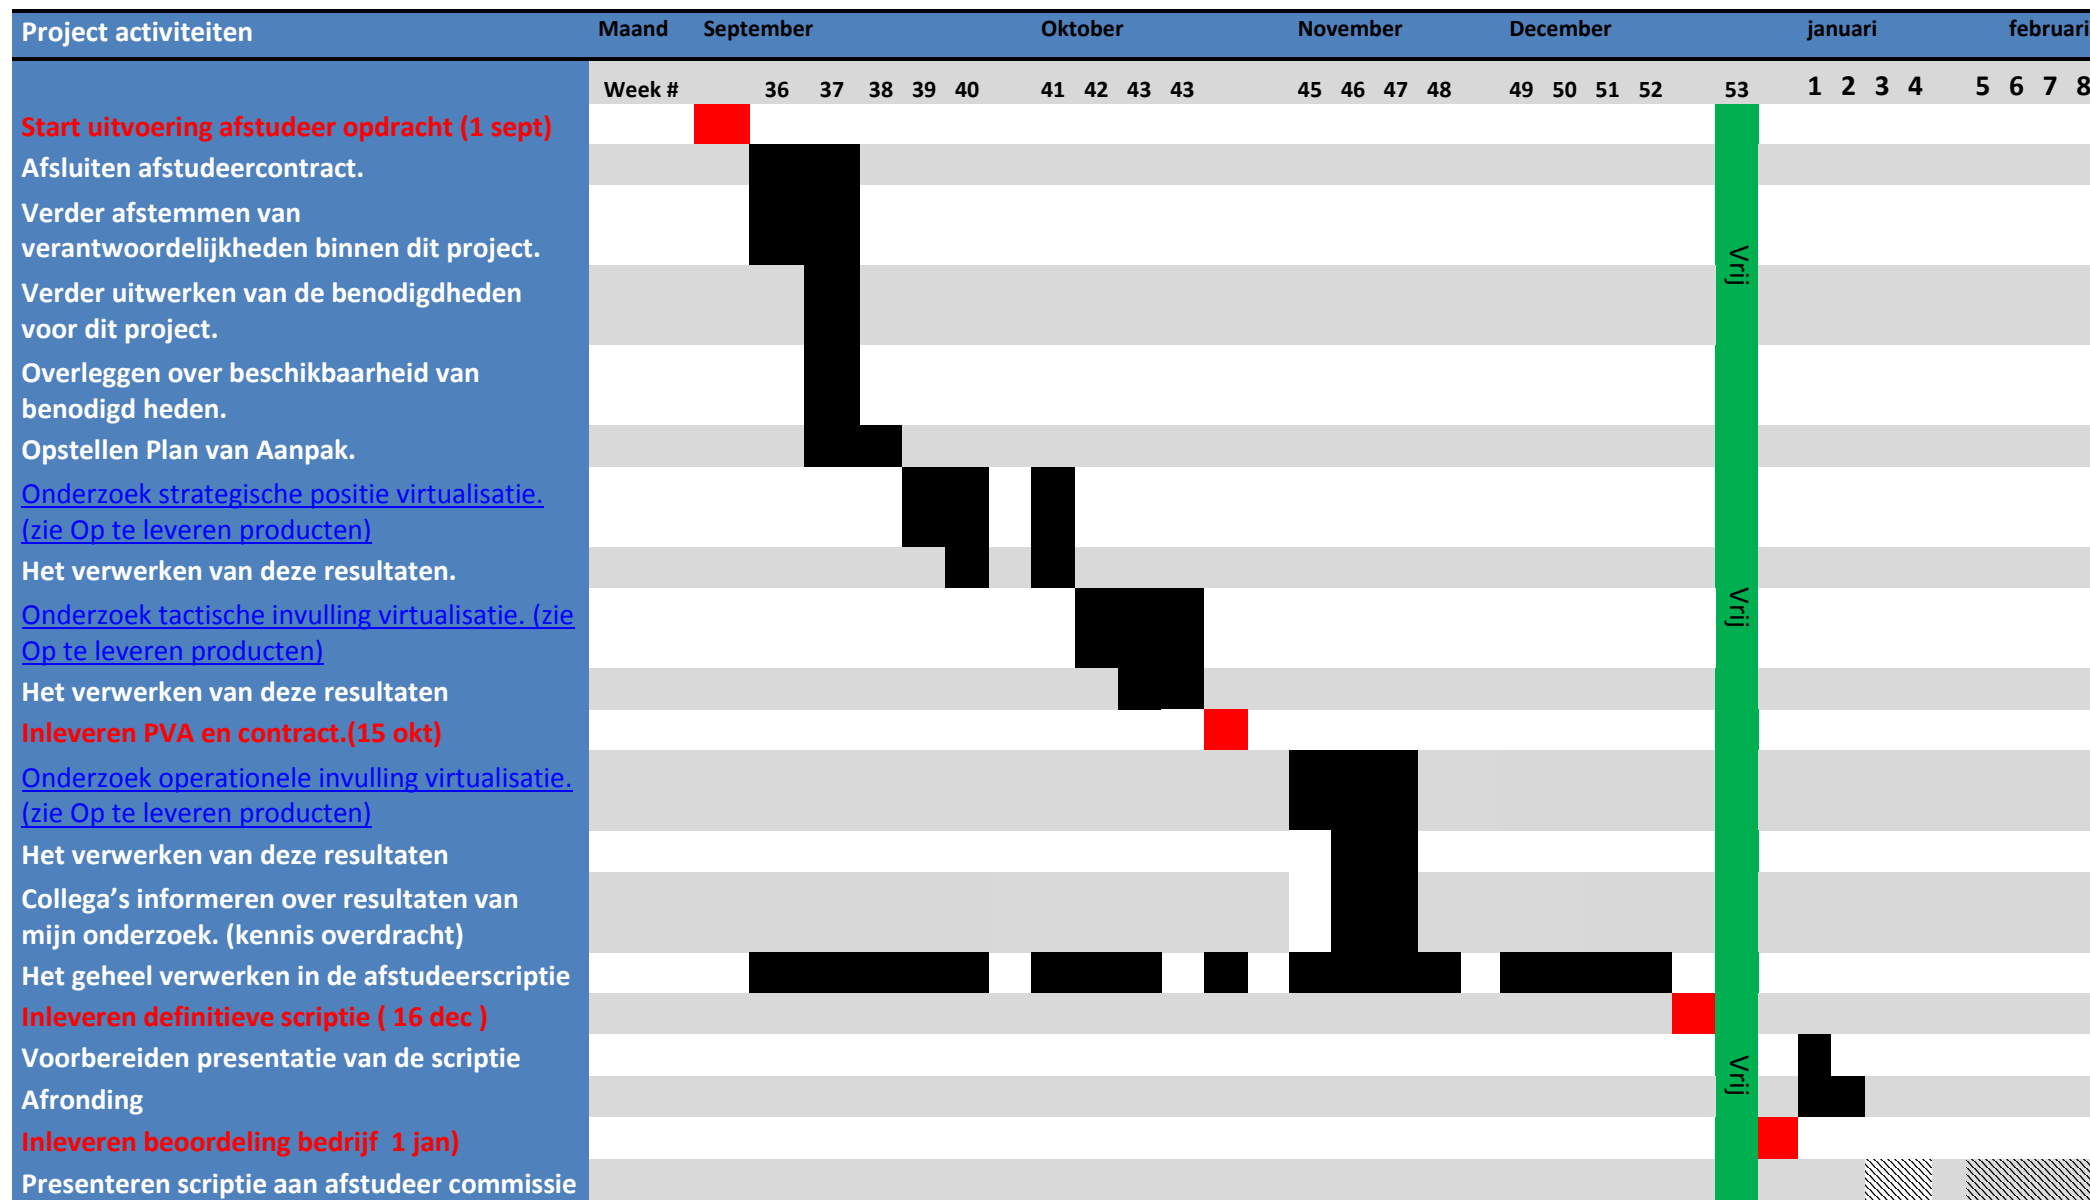 Project activiteiten Maand September Oktober November December januari februari
Week # 36 37 38 39 40 41 42 43 43 45 46 47 48 49 50 51 52 53 1 2 3 4 5 6 7 8
Start uitvoering afstudeer opdracht (1 sept)
Afsluiten afstudeercontract.
Verder afstemmen van
verantwoordelijkheden binnen dit project.
Vrij
Verder uitwerken van de benodigdheden
voor dit project.
Overleggen over beschikbaarheid van
benodigd heden.
Opstellen Plan van Aanpak.
Onderzoek strategische positie virtualisatie.
(zie Op te leveren producten)
Het verwerken van deze resultaten.
Onderzoek tactische invulling virtualisatie. (zie
Op te leveren producten)
Vrij
Het verwerken van deze resultaten
Inleveren PVA en contract.(15 okt)
Onderzoek operationele invulling virtualisatie.
(zie Op te leveren producten)
Het verwerken van deze resultaten
Collega’s informeren over resultaten van
mijn onderzoek. (kennis overdracht)
Het geheel verwerken in de afstudeerscriptie
Inleveren definitieve scriptie ( 16 dec )
Voorbereiden presentatie van de scriptie
Vrij
Afronding
Inleveren beoordeling bedrijf 1 jan)
Presenteren scriptie aan afstudeer commissie